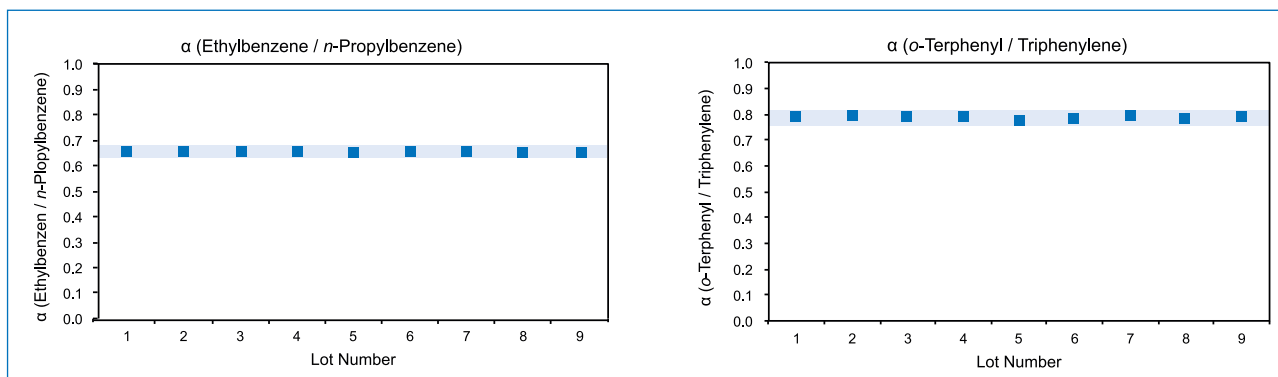 α (Ethylbenzene / n-Propylbenzene)
α (Ethylbenzen / n-Plopylbenzene)
1.0
0.9
0.8
0.7
0.6
0.5
0.4
0.3
0.2
0.1
0.0
1 2 3 4 5 6 7 8 9
Lot Number
α (o-Terphenyl / Triphenylene)
α (o-Terphenyl / Triphenylene)
1.0
0.9
0.8
0.7
0.6
0.5
0.4
0.3
0.2
0.1
0.0
1 2 3 4 5 6 7 8 9
Lot Number